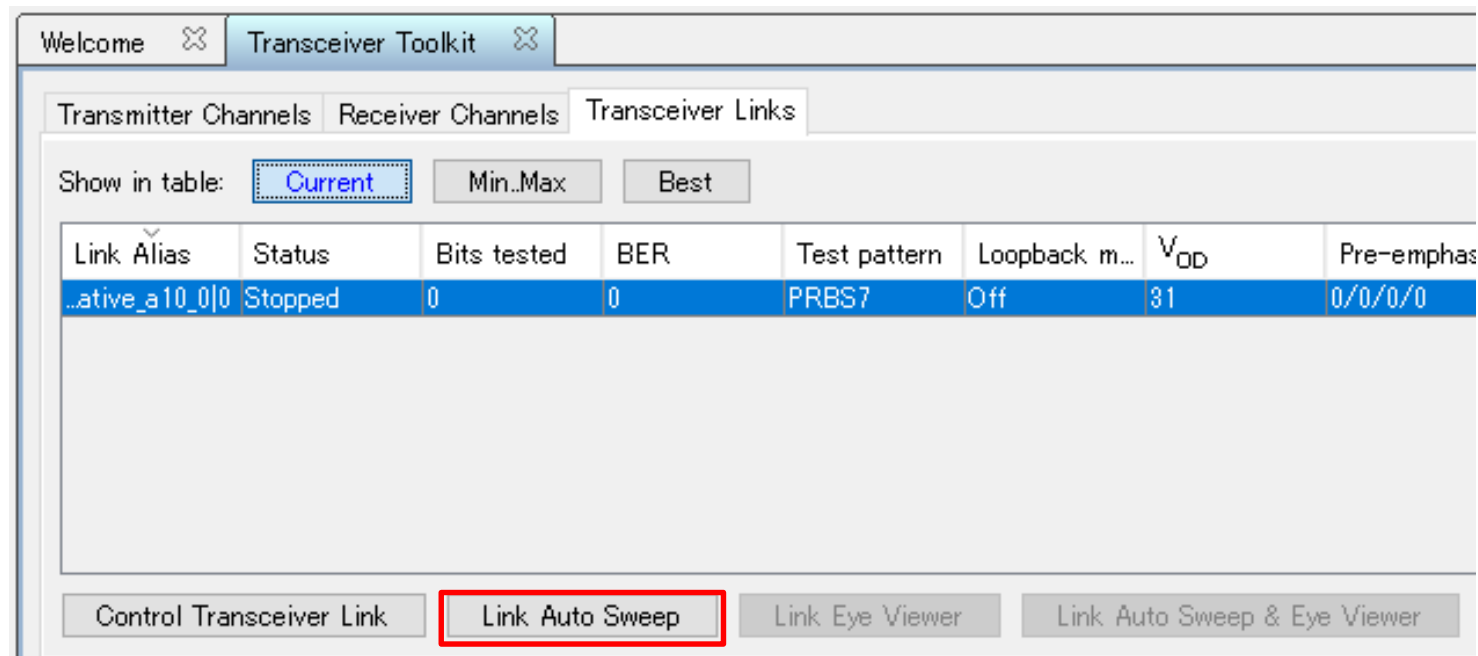 Welcome Transceiver Toolkit
Transmitter Channels Receiver Channels Transceiver Links
Show in table: Current Min..Max Best
Link Alias Status Bits tested BER Test pattern Loopback m... VOD Pre-emphas
...ative_a10_0|0 Stopped 0 0 PRBS7 Off 31 0/0/0/0
Control Transceiver Link Link Auto Sweep Link Eye Viewer Link Auto Sweep & Eye Viewer